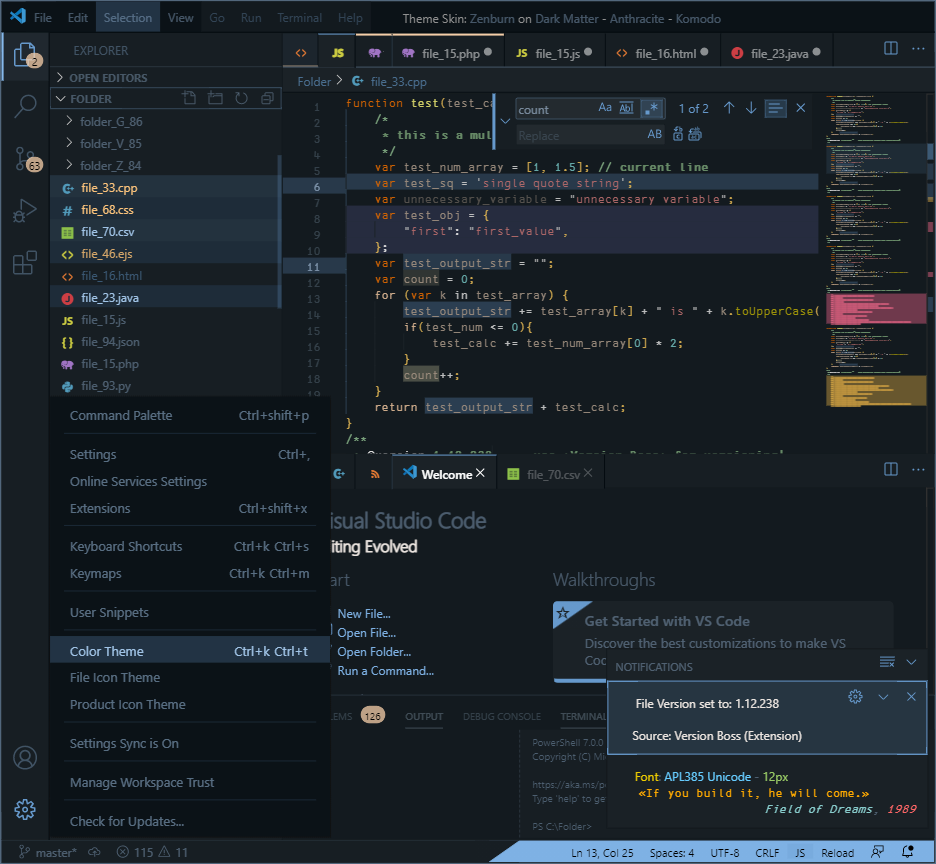 File Edit Selection View Go Run Terminal Help Theme Skin: Zenburn on Dark Matter - Anthracite - Komodo
2 EXPLORER JS file_15.php file_15.js file_16.html file_23.java
OPEN EDITORS
FOLDER
folder_G_86
folder_V_85
folder_Z_84
63
file_33.cpp
file_68.css
file_70.csv
file_46.ejs
file_16.html
file_23.java
file_15.js
file_94.json
file_15.php
file_93.py
Folder > file_33.cpp
count Aa Abl .* 1 of 2
Replace AB
1 function test(test_ca
2 /*
3 * this is a mul
4 */
5 var test_num_array = [1, 1.5]; // current line
6 var test_sq = 'single quote string';
7 var unnecessary_variable = "unnecessary variable";
8 var test_obj = {
9 "first": "first_value",
10 };
11 var test_output_str = "";
12 var count = 0;
13 for (var k in test_array) {
14 test_output_str += test_array[k] + " is " + k.toUpperCase(
15 if(test_num <= 0){
16 test_calc += test_num_array[0] * 2;
17 }
18 count++;
19 }
return test_output_str + test_calc;
}
/**
Command Palette Ctrl+shift+p
Settings Ctrl+,
Online Services Settings
Extensions Ctrl+shift+x
Keyboard Shortcuts Ctrl+k Ctrl+s
Keymaps Ctrl+k Ctrl+m
User Snippets
Color Theme Ctrl+k Ctrl+t
File Icon Theme
Product Icon Theme
Settings Sync is On
Manage Workspace Trust
Check for Updates...
Welcome file_70.csv
isual Studio Code
iting Evolved
art
New File...
Open File...
Open Folder...
Run a Command...
Walkthroughs
Get Started with VS Code
Discover the best customizations to make VS
Coc
NOTIFICATIONS
File Version set to: 1.12.238
Source: Version Boss (Extension)
Font: APL385 Unicode - 12px
«If you build it, he will come.»
Field of Dreams, 1989
LEMS 126 OUTPUT DEBUG CONSOLE TERMINAL
PowerShell 7.0.0
Copyright (C) Mi
https://aka.ms/p
Type 'help' to ge
PS C:\Folder>
master* 115 11 Ln 13, Col 25 Spaces: 4 UTF-8 CRLF JS Reload